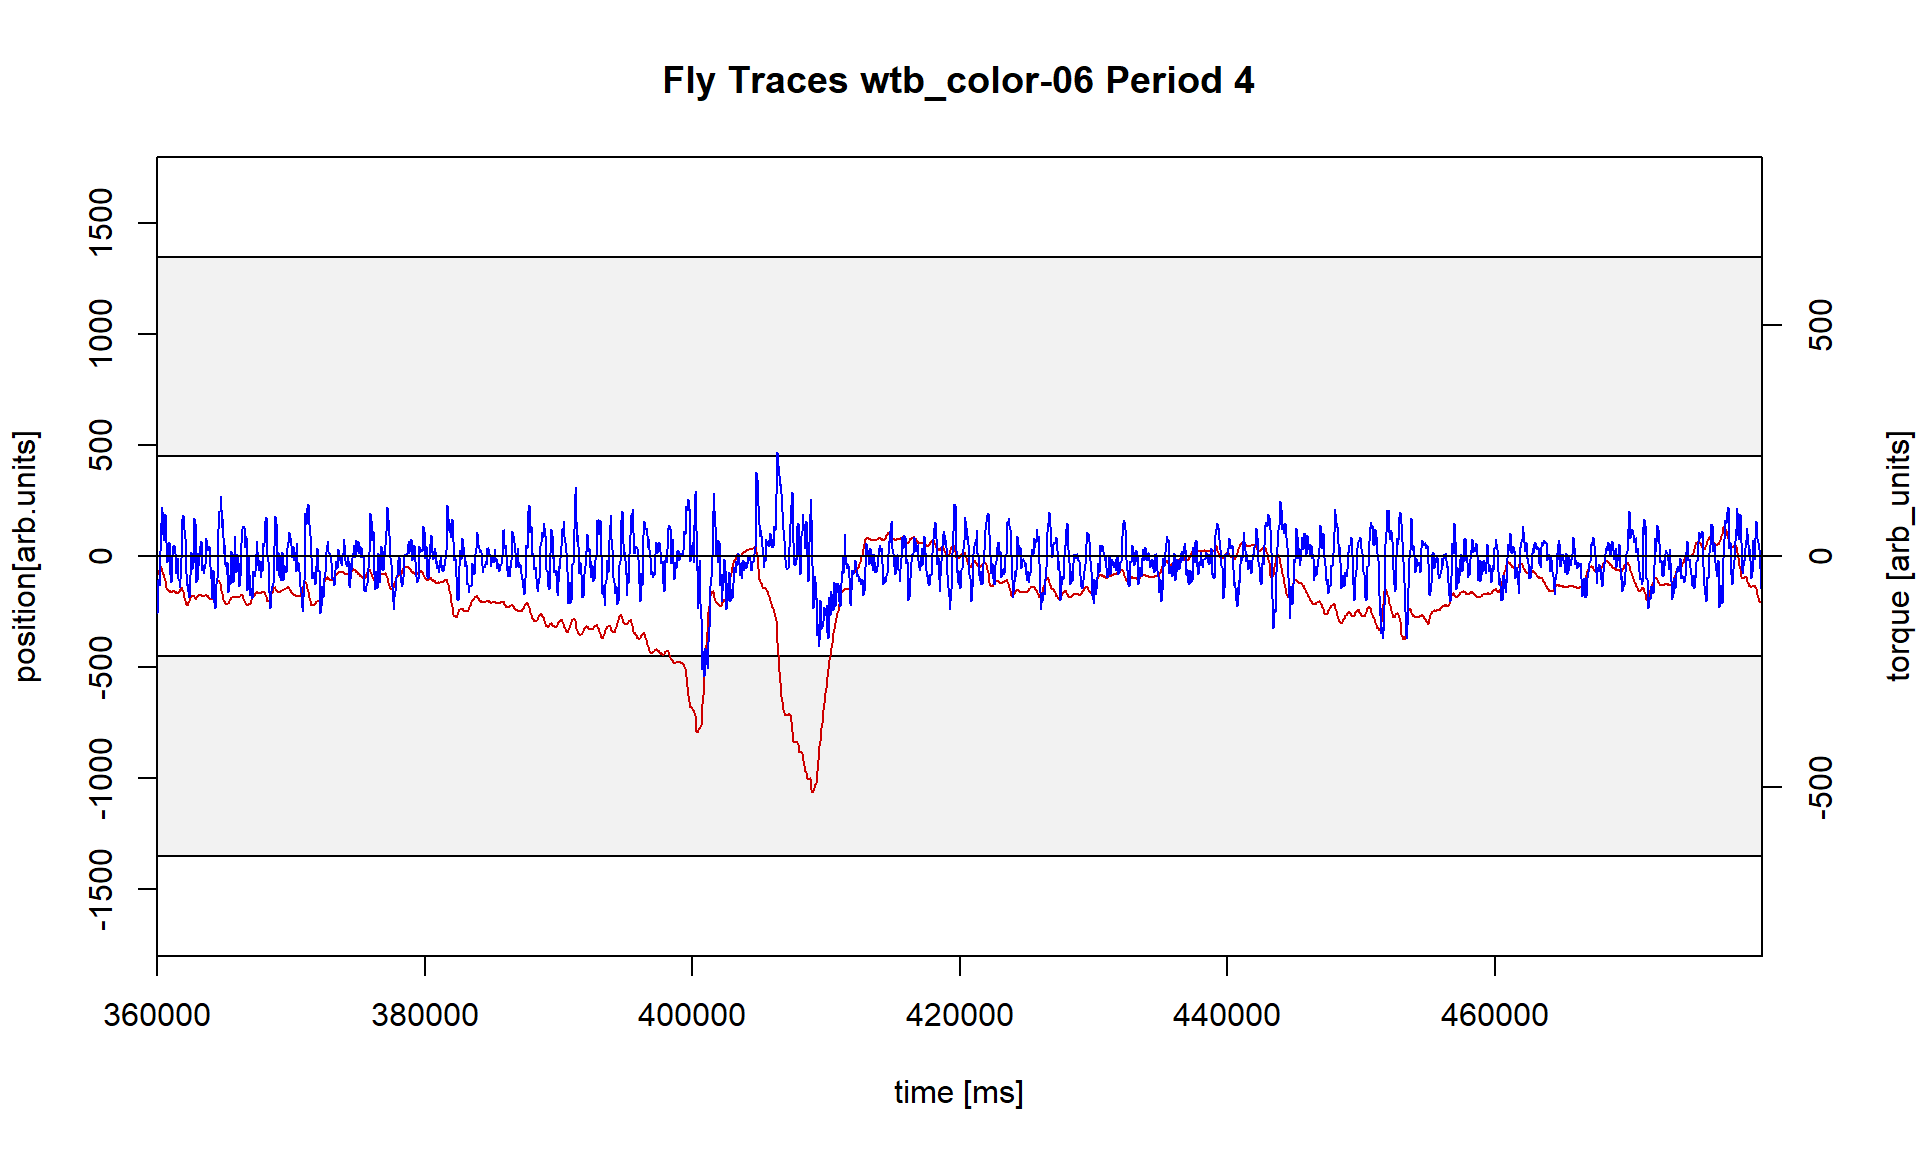 Fly Traces wtb_color-06 Period 4
position[arb.units]
1500
1000
500
0
-500
-1000
-1500
500
0
-500
torque [arb_units]
360000 380000 400000 420000 440000 460000
time [ms]